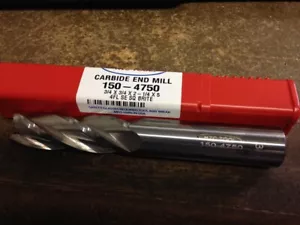 CARBIDE END MILL
150-4750
3/4 X 3/4 X 2-1/4 X 5
4FL SE SQ BRITE
150-4750